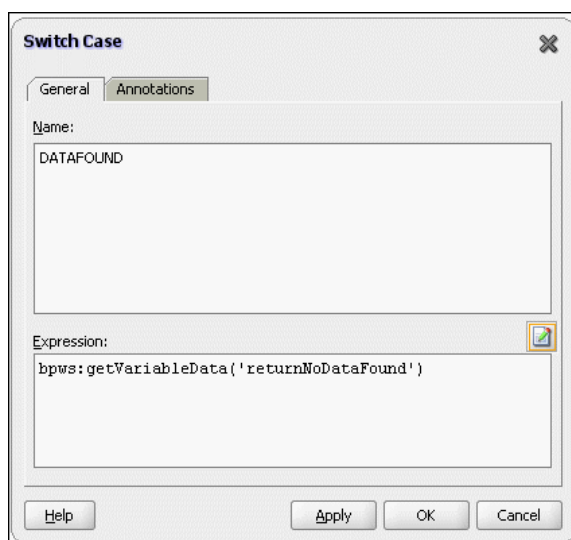 Switch Case
General Annotations
Name:
DATAFOUND
Expression:
bpws:getVariableData('returnNoDataFound')
Help Apply OK Cancel